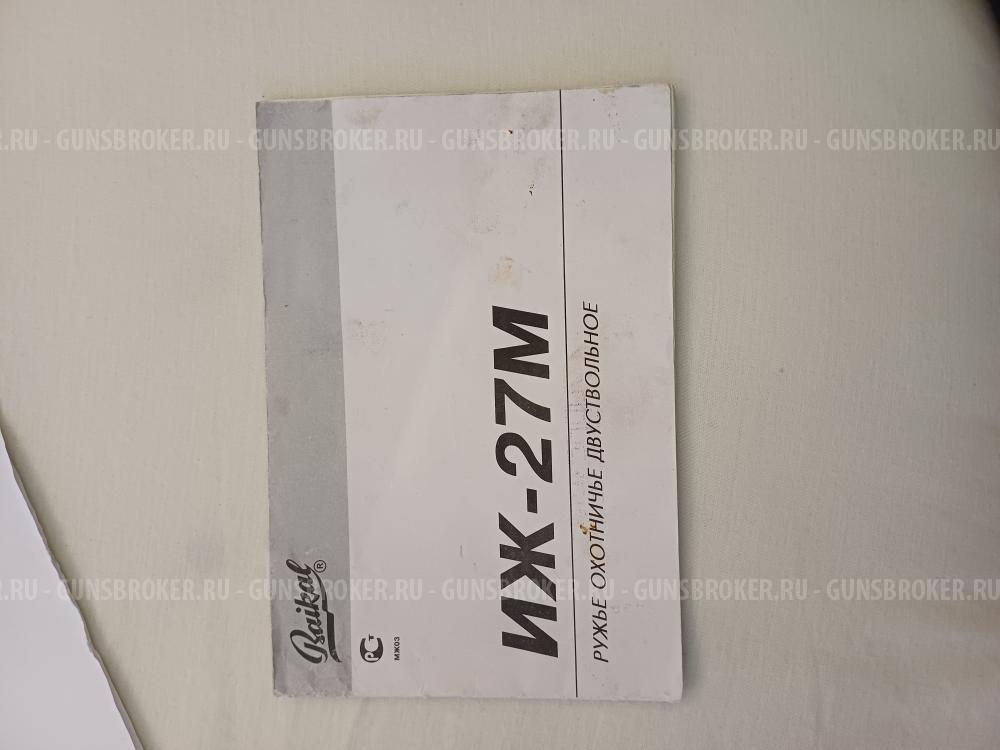 Baikal®
РСТ
МЖ03
ИЖ-27М
РУЖЬЕ ОХОТНИЧЬЕ ДВУСТВОЛЬНОЕ
.RU - GUNSBROKER.RU - GUNSBROKER.RU - GUNSBROKER.RU - GUNSBROKER.RU - GUNSBROKER.RU
.RU - GUNSBROKER.RU - GUNSBROKER.RU - GUNSBROKER.RU - GUNSBROKER.RU - GUNSBROKER.RU